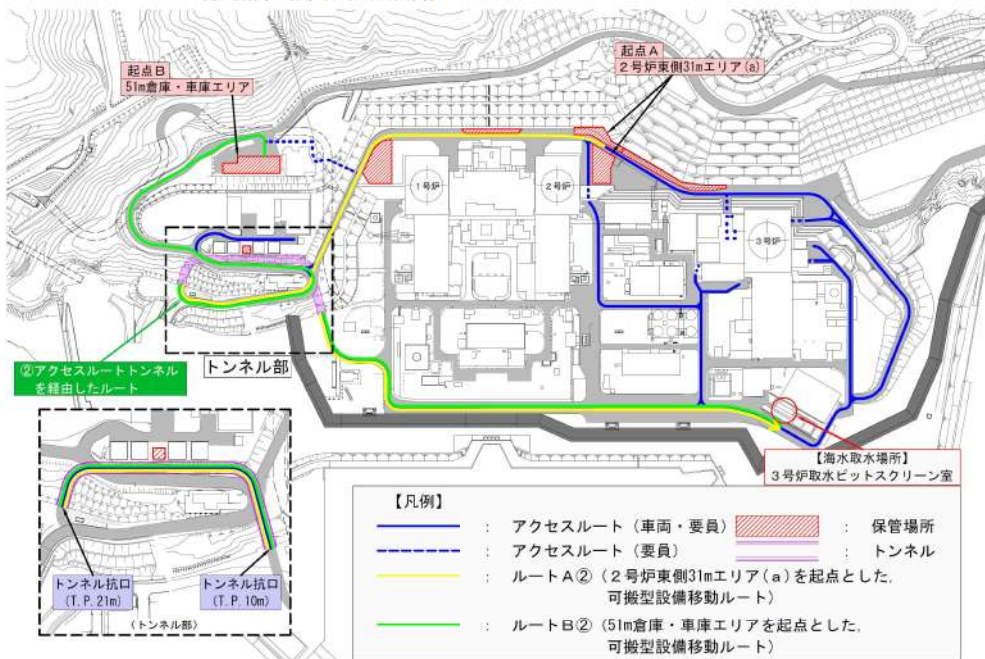 起点A
2号炉東側31mエリア(a)
起点B
51m倉庫・車庫エリア
1号炉
2号炉
3号炉
②アクセスルートトンネル
を経由したルート
トンネル部
【海水取水場所】
3号炉取水ピットスクリーン室
トンネル坑口
(T.P.21m)
トンネル坑口
(T.P.10m)
(トンネル部)
【凡例】
: アクセスルート(車両・要員)
: 保管場所
: アクセスルート(要員)
: トンネル
: ルートA②(2号炉東側31mエリア(a)を起点とした,
可搬型設備移動ルート)
: ルートB②(51m倉庫・車庫エリアを起点とした,
可搬型設備移動ルート)